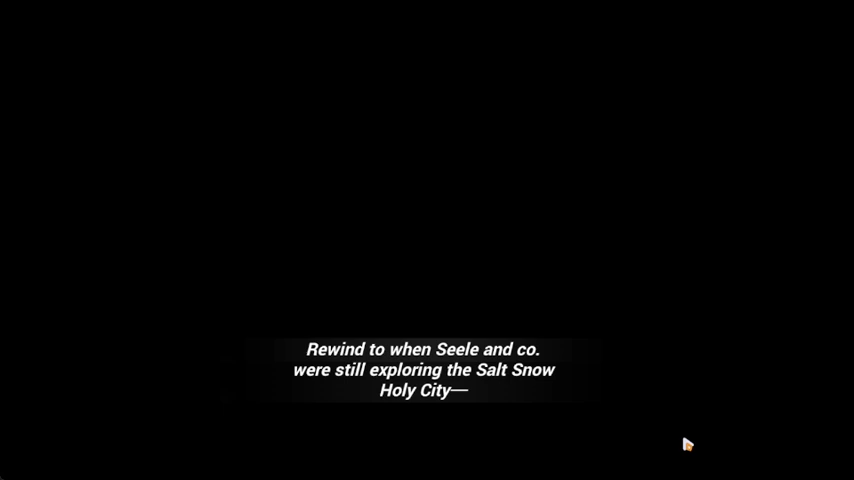 Rewind to when Seele and co.
were still exploring the Salt Snow
Holy City—